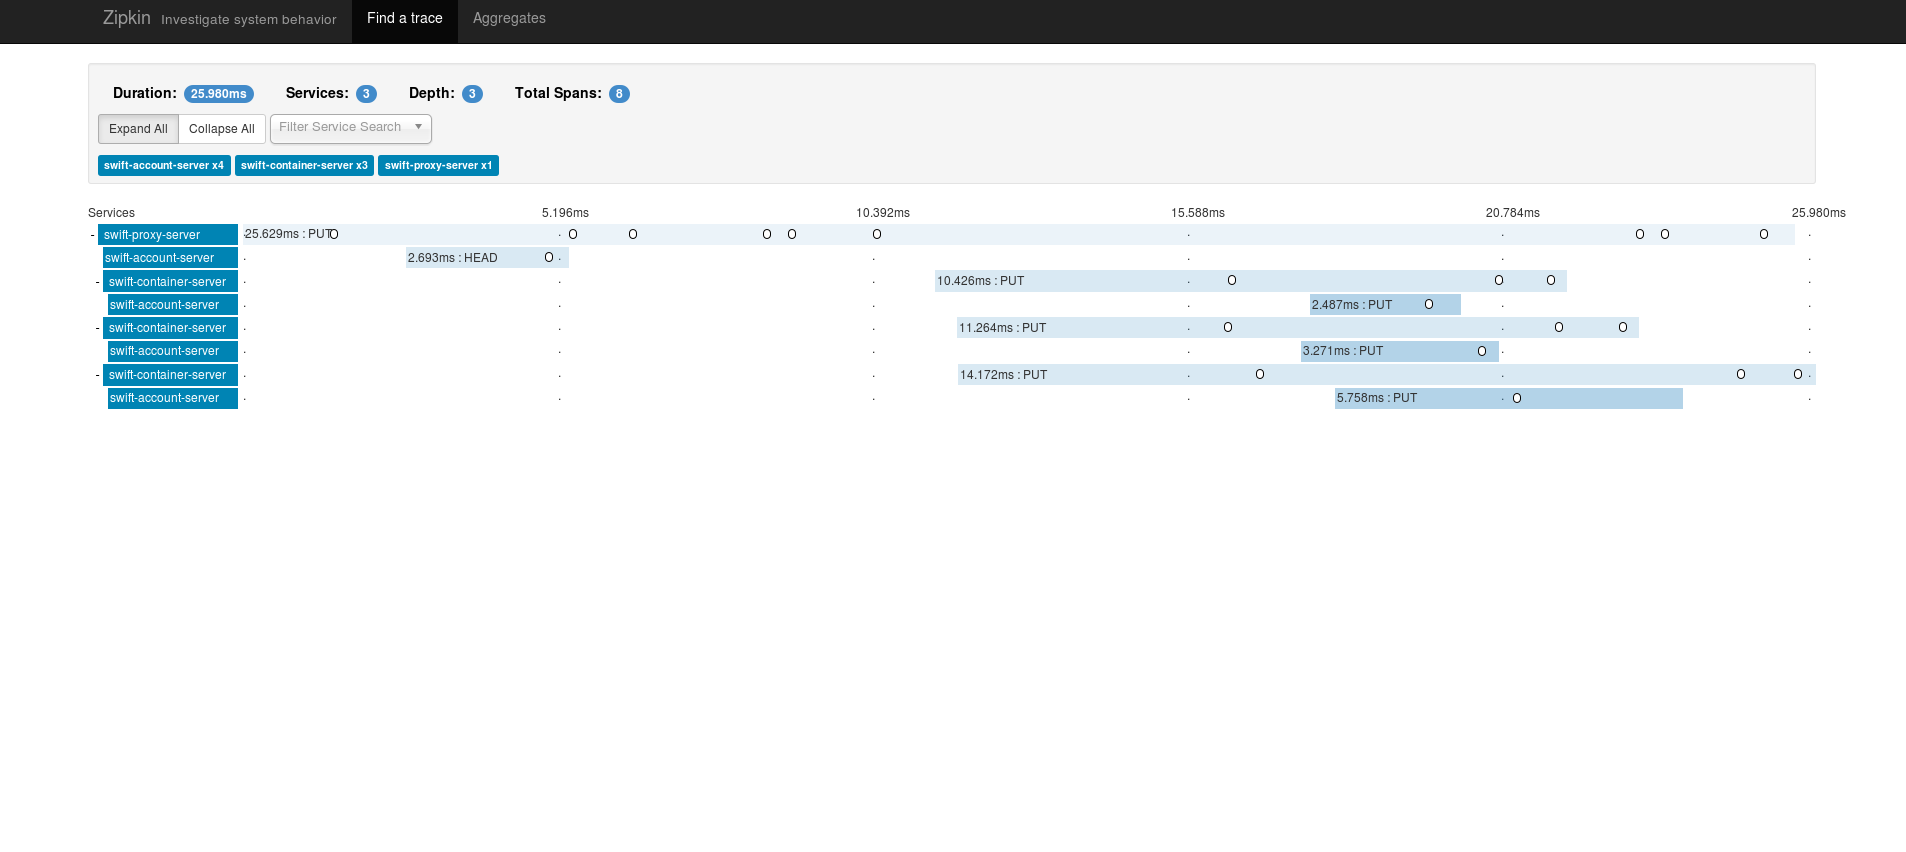 Zipkin Investigate system behavior Find a trace Aggregates
Duration: 25.980ms Services: 3 Depth: 3 Total Spans: 8
Expand All Collapse All Filter Service Search
swift-account-server x4 swift-container-server x3 swift-proxy-server x1
Services 5.196ms 10.392ms 15.588ms 20.784ms 25.980ms
- swift-proxy-server 25.629ms : PUT
swift-account-server 2.693ms : HEAD
- swift-container-server 10.426ms : PUT
swift-account-server 2.487ms : PUT
- swift-container-server 11.264ms : PUT
swift-account-server 3.271ms : PUT
- swift-container-server 14.172ms : PUT
swift-account-server 5.758ms : PUT